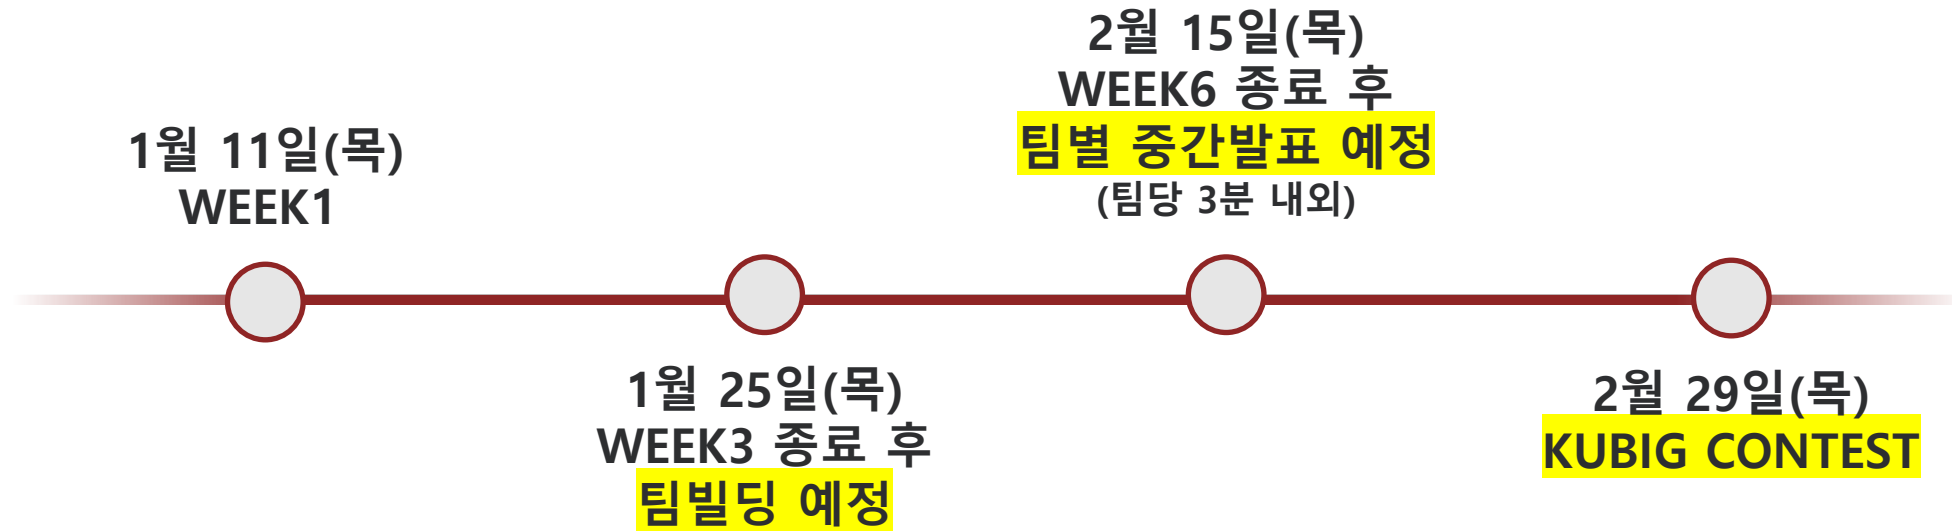 1월 11일(목)
WEEK1
1월 25일(목)
WEEK3 종료 후
팀빌딩 예정
2월 15일(목)
WEEK6 종료 후
팀별 중간발표 예정
(팀당 3분 내외)
2월 29일(목)
KUBIG CONTEST